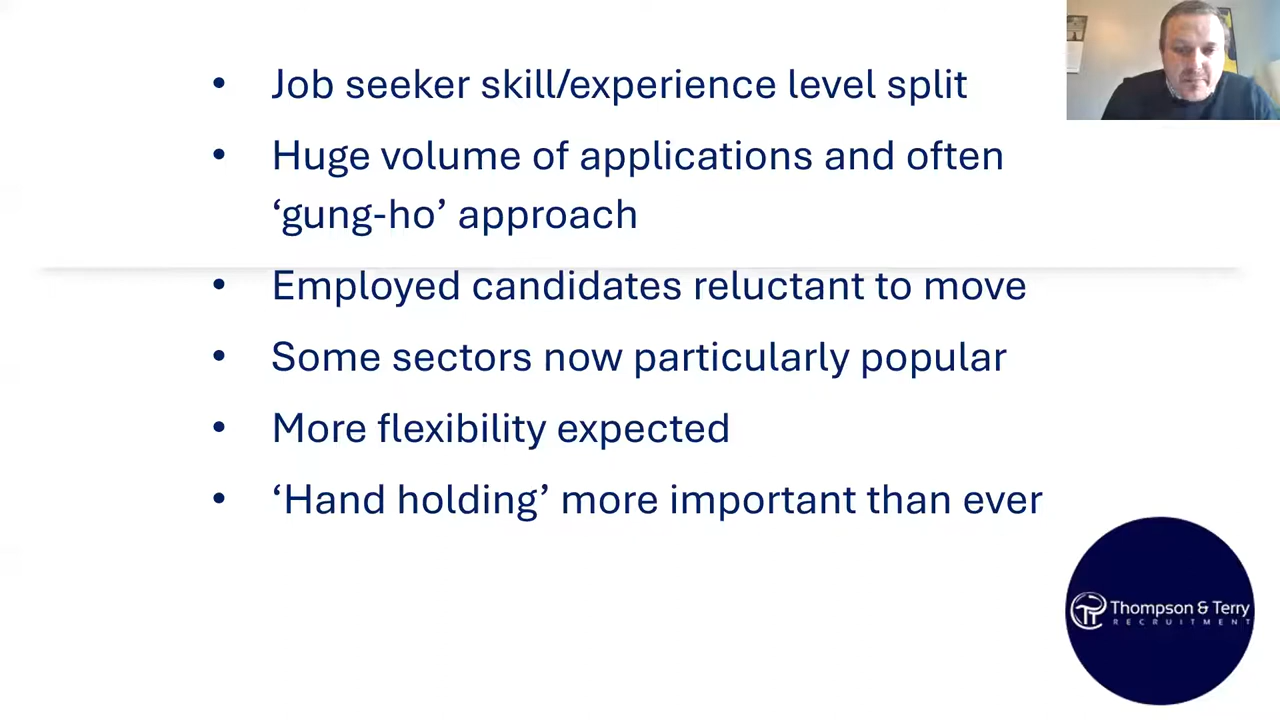 • Job seeker skill/experience level split
• Huge volume of applications and often
‘gung-ho’ approach
• Employed candidates reluctant to move
• Some sectors now particularly popular
• More flexibility expected
• ‘Hand holding’ more important than ever
Thompson & Terry
RECRUITMENT